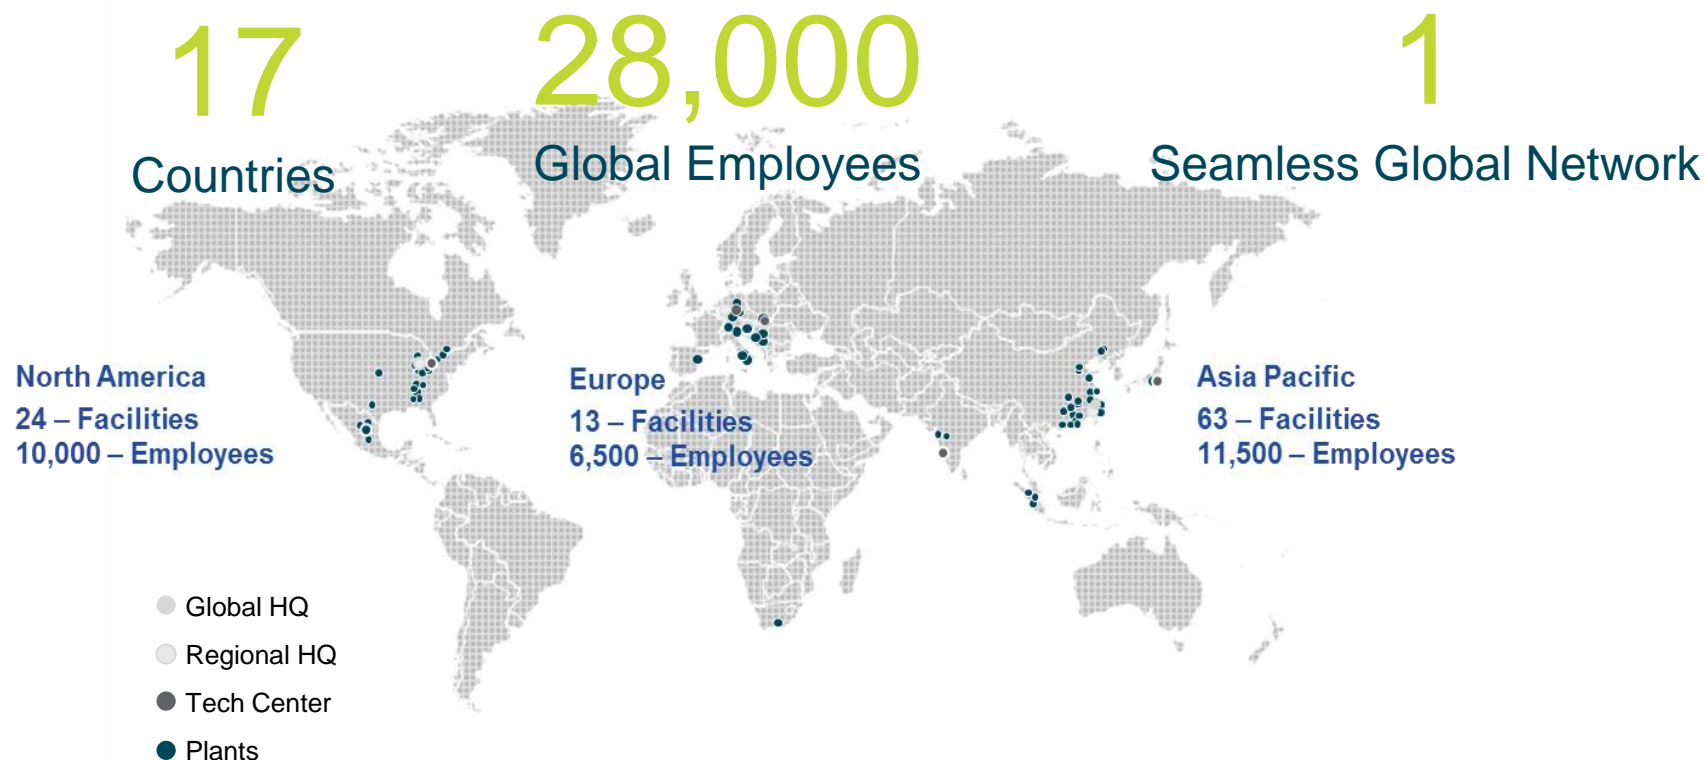 17
Countries
28,000
Global Employees
1
Seamless Global Network
North America
24 – Facilities
10,000 – Employees
Europe
13 – Facilities
6,500 – Employees
Asia Pacific
63 – Facilities
11,500 – Employees
Global HQ
Regional HQ
Tech Center
Plants